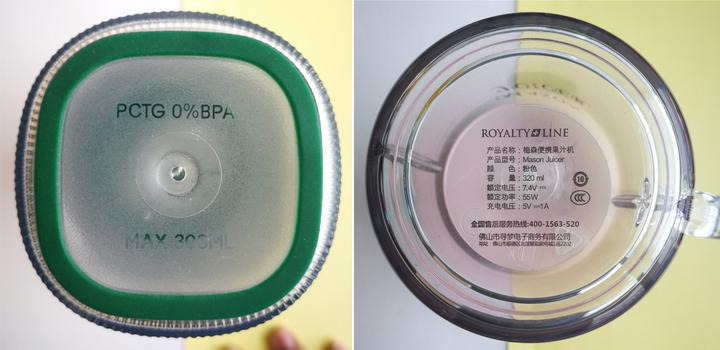 PCTG 0%BPA
MAX 300ML
ROYALTY LINE
产品名称：梅森便携果汁机
产品型号：Mason Juicer
颜 色：粉色
容 量：320 ml
额定电压：7.4V
额定功率：55W
充电电压：5V 1A
10
CCC
全国售后服务热线:400-1563-520
佛山市寻梦电子商务有限公司